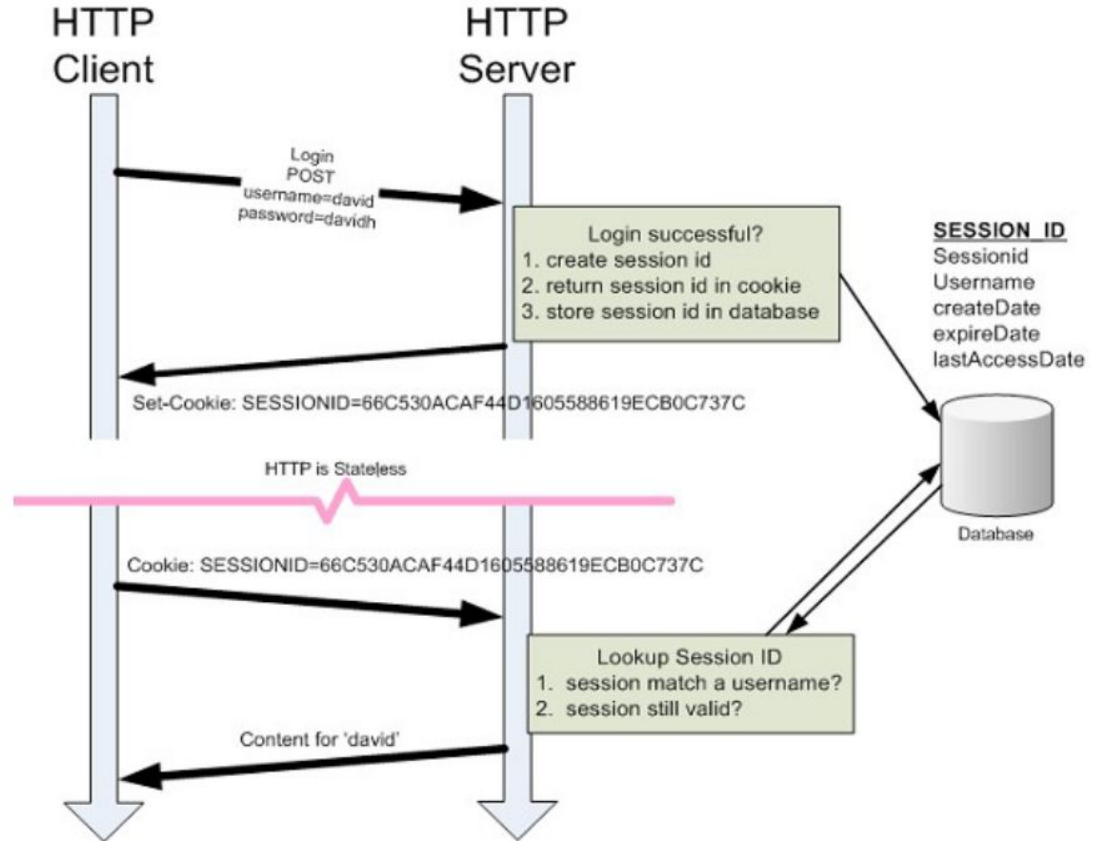 HTTP
Client
HTTP
Server
Login
POST
username=david
password=davidh
Login successful?
1. create session id
2. return session id in cookie
3. store session id in database
SESSION_ID
Sessionid
Username
createDate
expireDate
lastAccessDate
Set-Cookie: SESSIONID=66C530ACAF44D1605588619ECB0C737C
HTTP is Stateless
Database
Cookie: SESSIONID=66C530ACAF44D1605588619ECB0C737C
Lookup Session ID
1. session match a username?
2. session still valid?
Content for 'david'